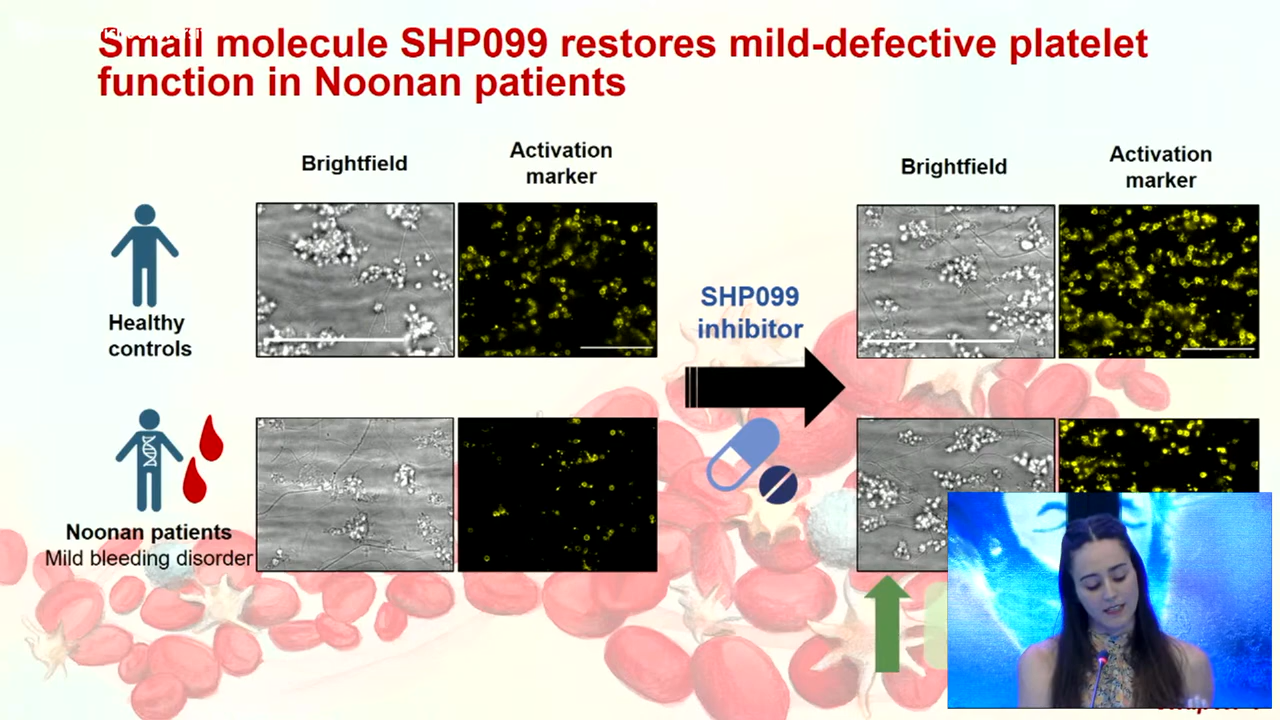 Small molecule SHP099 restores mild-defective platelet
function in Noonan patients
Brightfield
Activation
marker
Brightfield
Activation
marker
Healthy
controls
SHP099
inhibitor
Noonan patients
Mild bleeding disorder